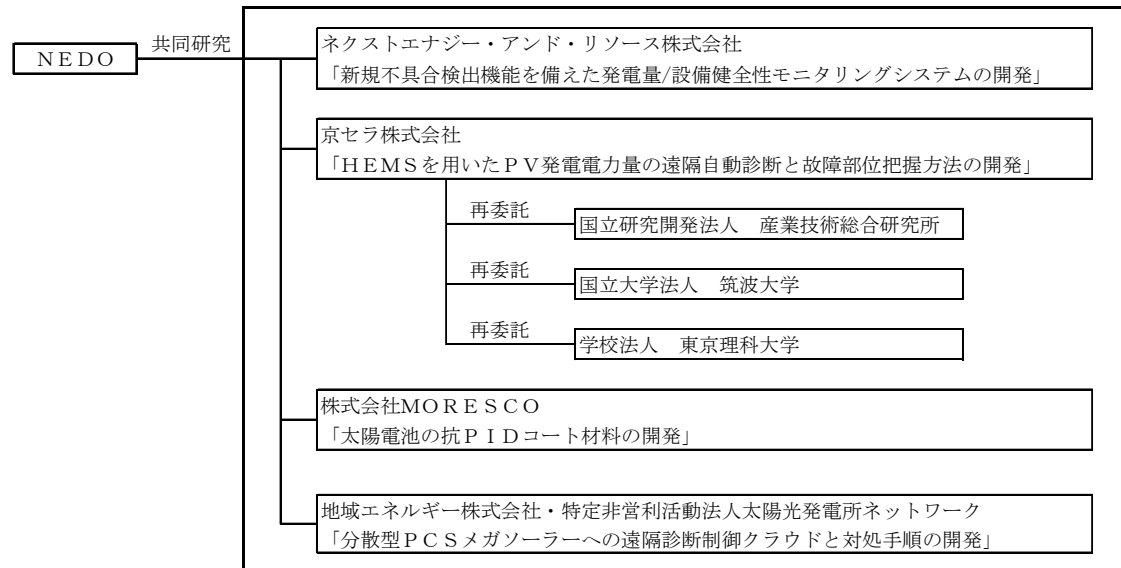 ＮＥＤＯ
共同研究
ネクストエナジー・アンド・リソース株式会社
「新規不具合検出機能を備えた発電量/設備健全性モニタリングシステムの開発」
京セラ株式会社
「ＨＥＭＳを用いたＰＶ発電電力量の遠隔自動診断と故障部位把握方法の開発」
再委託
国立研究開発法人　産業技術総合研究所
再委託
国立大学法人　筑波大学
再委託
学校法人　東京理科大学
株式会社ＭＯＲＥＳＣＯ
「太陽電池の抗ＰＩＤコート材料の開発」
地域エネルギー株式会社・特定非営利活動法人太陽光発電所ネットワーク
「分散型ＰＣＳメガソーラーへの遠隔診断制御クラウドと対処手順の開発」